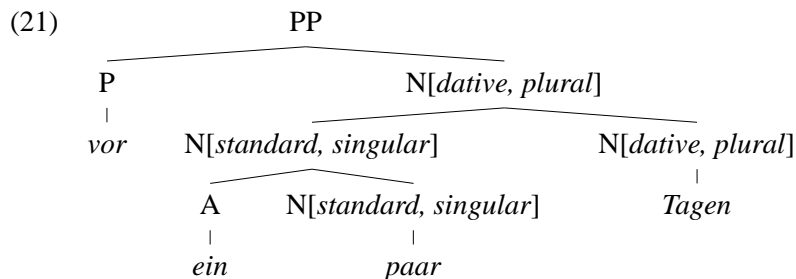 (21) PP
P N[dative, plural]
vor N[standard, singular] N[dative, plural]
A N[standard, singular] Tagen
ein paar